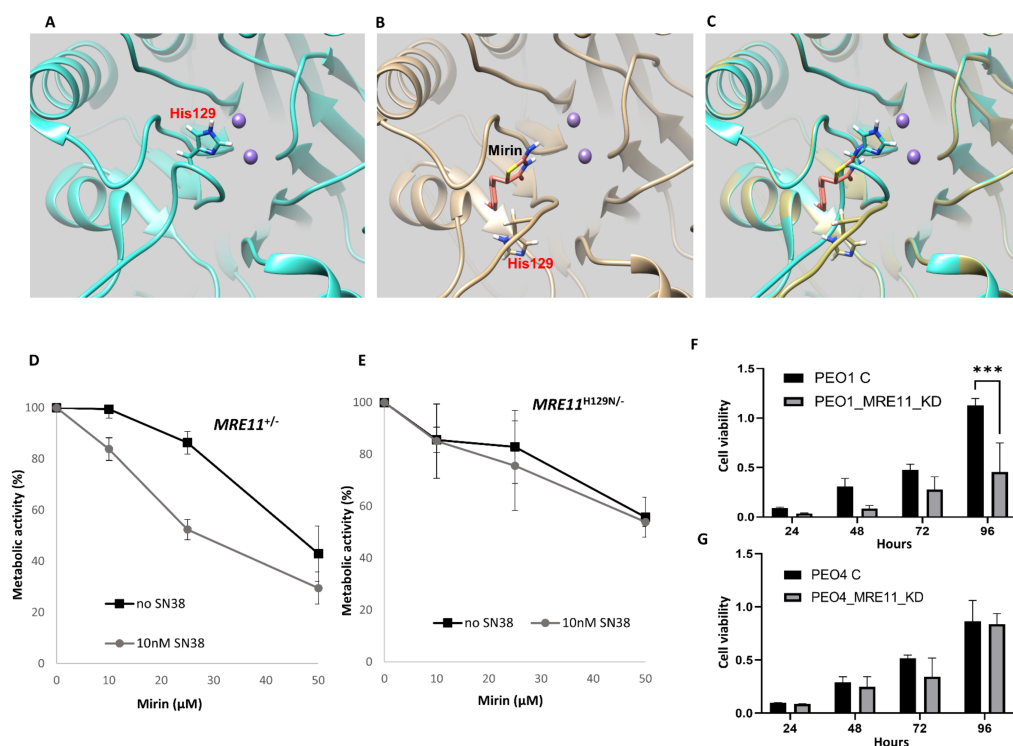 A
B
C
His129
Mirin
His129
D
Metabolic activity (%)
100
80
60
40
20
0
MRE11+/-
no SN38
10nM SN38
0
10
20
30
40
50
Mirin (µM)
E
Metabolic activity (%)
100
80
60
40
20
0
MRE11H129N/-
no SN38
10nM SN38
0
10
20
30
40
50
Mirin (µM)
F
Cell viability
1.5
1.0
0.5
0.0
PEO1 C
PEO1_MRE11_KD
***
24
48
72
96
Hours
G
Cell viability
1.5
1.0
0.5
0.0
PEO4 C
PEO4_MRE11_KD
24
48
72
96
Hours